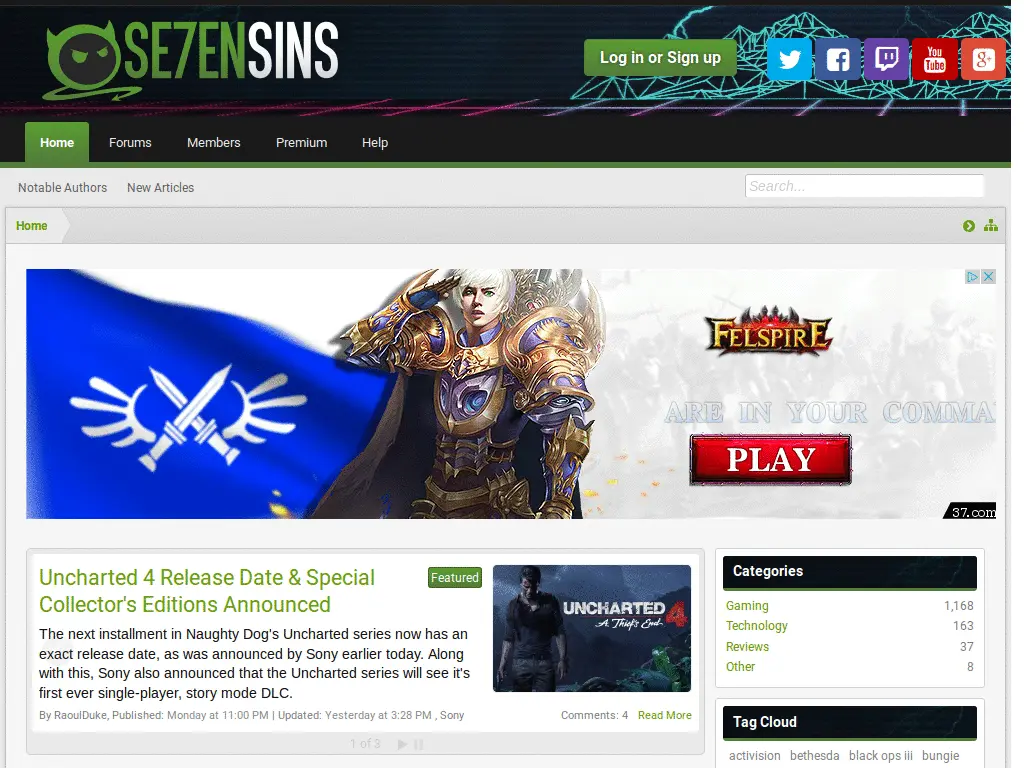 SE7ENSINS
Log in or Sign up
You
Tube
g+
Home Forums Members Premium Help
Notable Authors New Articles
Search...
Home
FELSPIRE
ARE IN YOUR COMMA
PLAY
37.com
Uncharted 4 Release Date & Special
Collector's Editions Announced
Featured
UNCHARTED 4
A Thief's End
The next installment in Naughty Dog's Uncharted series now has an
exact release date, as was announced by Sony earlier today. Along
with this, Sony also announced that the Uncharted series will see it's
first ever single-player, story mode DLC.
By RaoulDuke, Published: Monday at 11:00 PM | Updated: Yesterday at 3:28 PM , Sony
Comments: 4 Read More
1 of 3
Categories
Gaming 1,168
Technology 163
Reviews 37
Other 8
Tag Cloud
activision bethesda black ops iii bungie